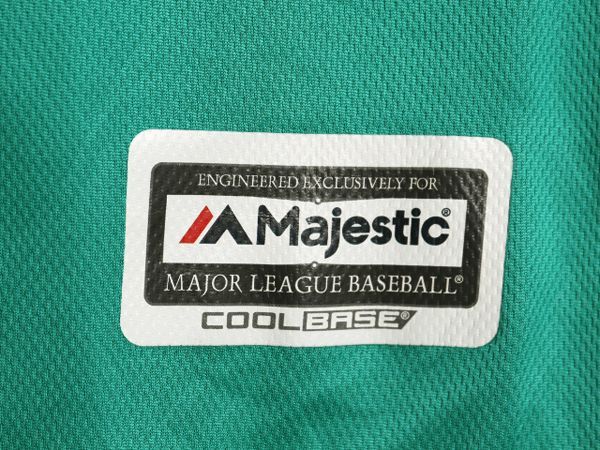 ENGINEERED EXCLUSIVELY FOR
Majestic®
MAJOR LEAGUE BASEBALL®
COOLBASE®